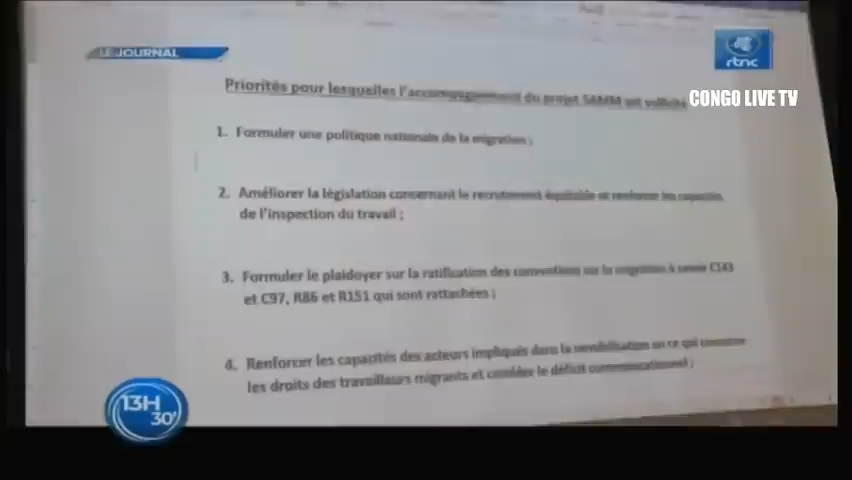 LE JOURNAL
rtnc
CONGO LIVE TV
Priorités pour lesquelles l'accompagnement du projet SAMM est sollicité
1. Formuler une politique nationale de la migration ;
2. Améliorer la législation concernant le recrutement équitable et renforcer les capacités
de l'inspection du travail ;
3. Formuler le plaidoyer sur la ratification des conventions sur la migration à savoir C143
et C97, R86 et R151 qui sont rattachées ;
4. Renforcer les capacités des acteurs impliqués dans la sensibilisation en ce qui concerne
les droits des travailleurs migrants et combler le déficit communicationnel ;
13H
30'